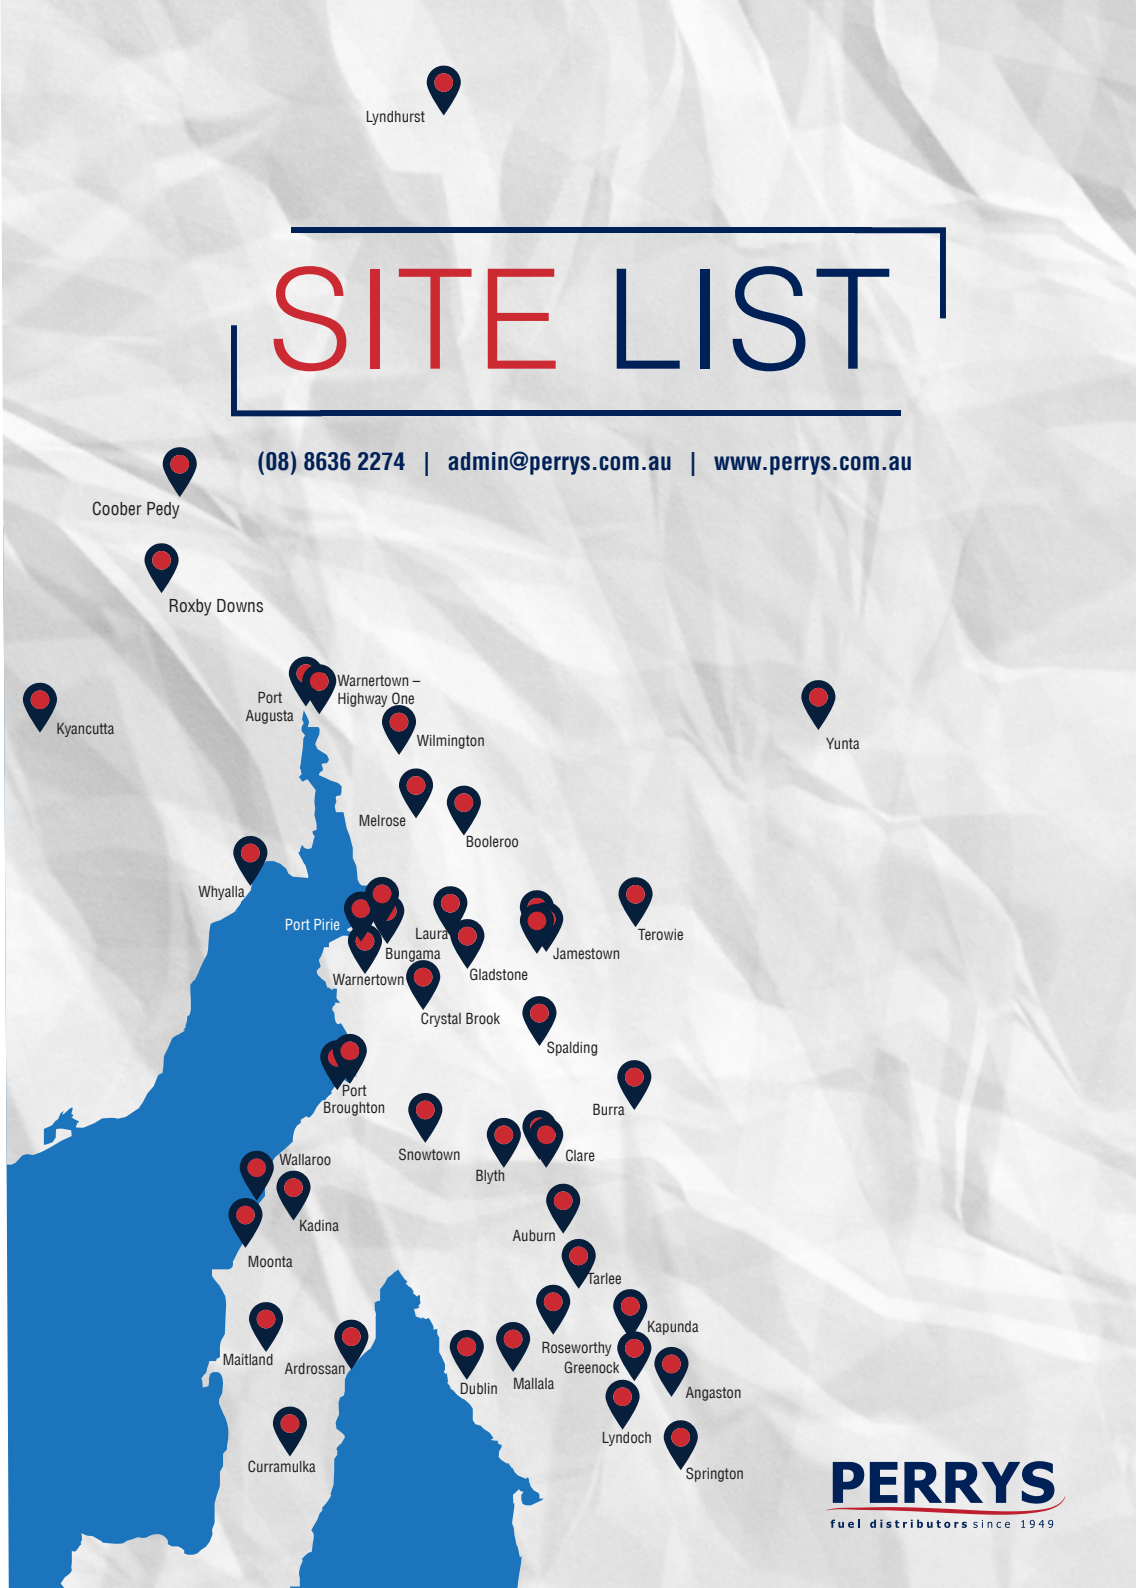 Lyndhurst
SITE LIST
(08) 8636 2274 | admin@perrys.com.au | www.perrys.com.au
Coober Pedy
Roxby Downs
Kyancutta
Port
Augusta
Warnertown –
Highway One
Wilmington
Yunta
Melrose
Booleroo
Whyalla
Port Pirie
Laura
Bungama
Warnertown
Gladstone
Jamestown
Terowie
Crystal Brook
Spalding
Port
Broughton
Burra
Snowtown
Blyth
Clare
Wallaroo
Kadina
Moonta
Auburn
Tarlee
Maitland
Ardrossan
Dublin
Mallala
Roseworthy
Kapunda
Greenock
Angaston
Lyndoch
Curramulka
Springton
PERRYS
fuel distributors since 1949